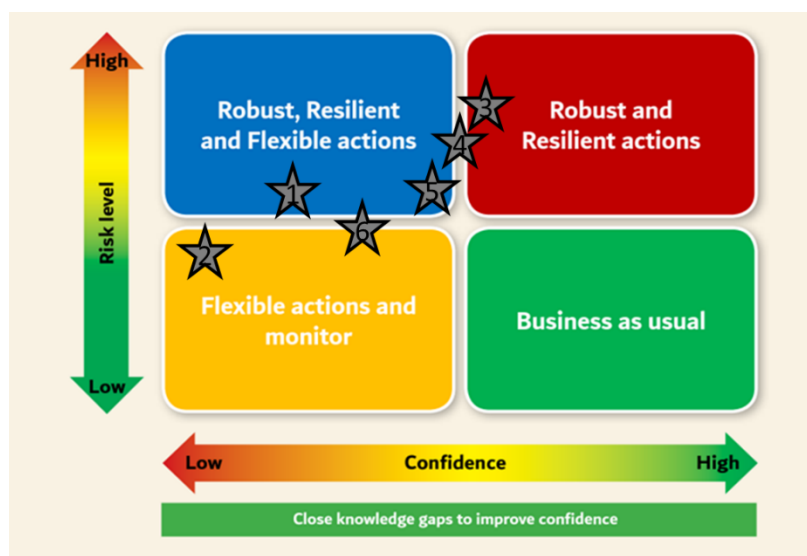 High
Risk level
Low
Robust, Resilient
and Flexible actions
Robust and
Resilient actions
3
4
1
5
6
2
Flexible actions and
monitor
Business as usual
Low
Confidence
High
Close knowledge gaps to improve confidence